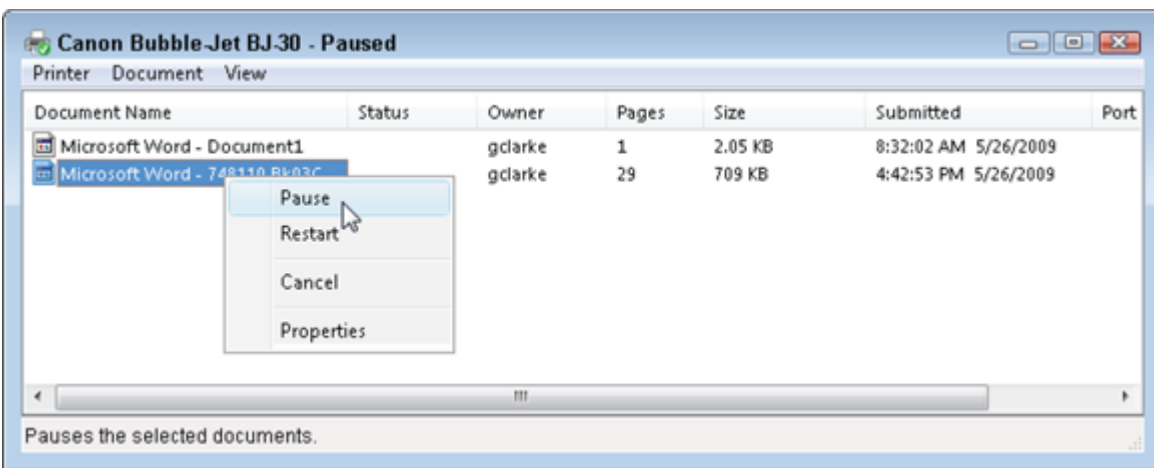 Canon Bubble-Jet BJ-30 - Paused
Printer Document View
Document Name Status Owner Pages Size Submitted Port
Microsoft Word - Document1 gclarke 1 2.05 KB 8:32:02 AM 5/26/2009
Microsoft Word - 748110 Bk03C gclarke 29 709 KB 4:42:53 PM 5/26/2009
Pause
Restart
Cancel
Properties
Pauses the selected documents.